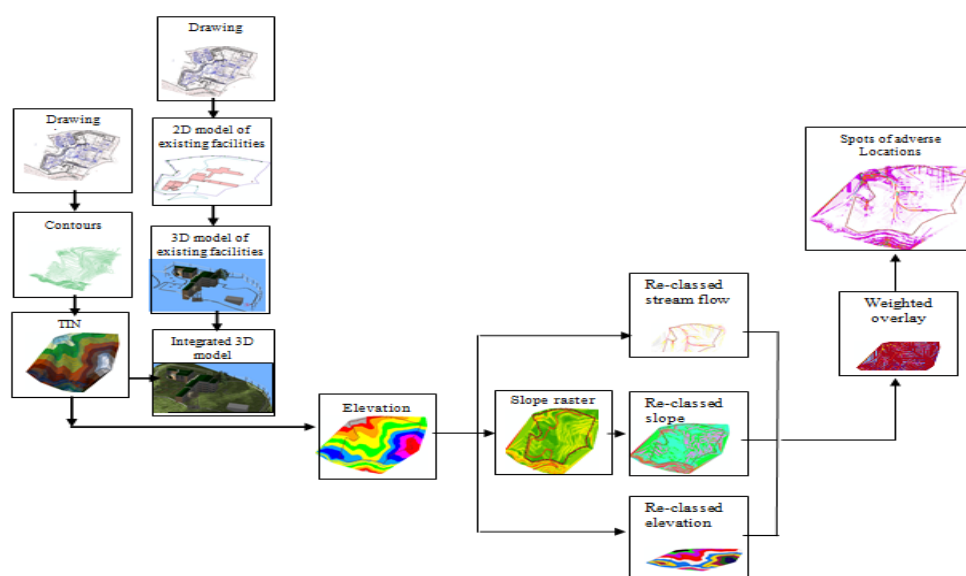 Drawing
Contours
TIN
Drawing
2D model of
existing facilities
3D model of
existing facilities
Integrated 3D
model
Elevation
Slope raster
Re-classed
stream flow
Re-classed
slope
Re-classed
elevation
Weighted
overlay
Spots of adverse
Locations